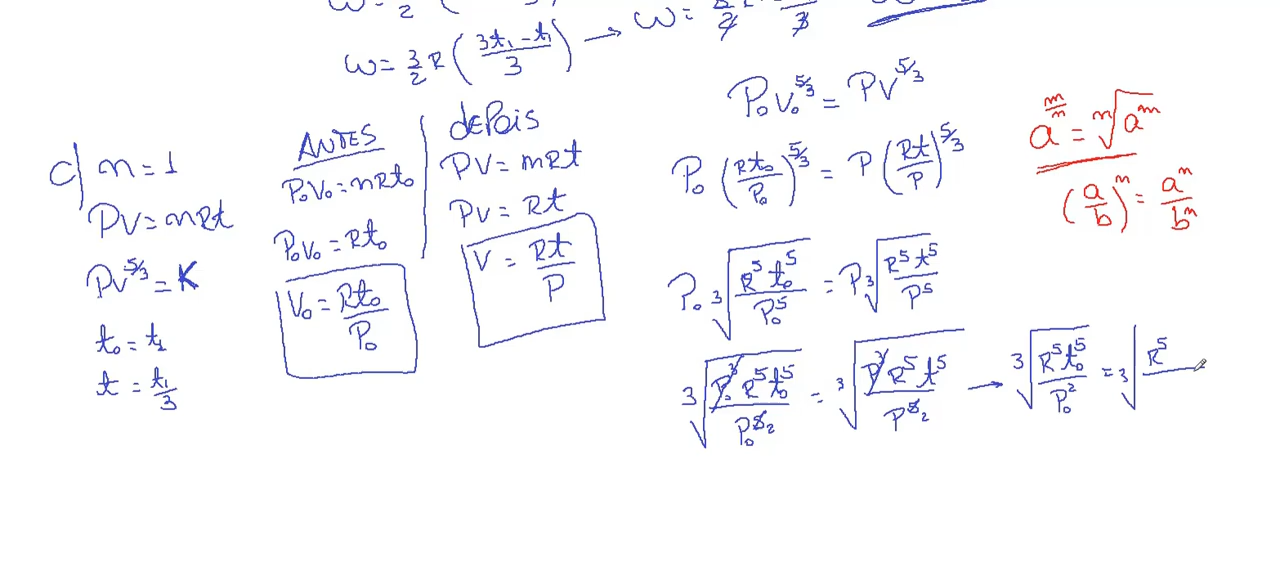 ω = 3/2 R ( (3t₁ - t₁)/3 ) → ω =
c) n = 1
PV = nRt
PV^(5/3) = K
t₀ = t₁
t = t₁/3
ANTES
P₀V₀ = nRt₀
P₀V₀ = Rt₀
V₀ = Rt₀/P₀
dEPois
PV = nRt
PV = Rt
V = Rt/P
P₀V₀^(5/3) = PV^(5/3)
P₀ (Rt₀/P₀)^(5/3) = P (Rt/P)^(5/3)
P₀ ³√(R⁵t₀⁵/P₀⁵) = P ³√(R⁵t⁵/P⁵)
³√(P₀³R⁵t₀⁵/P₀⁵ ²) = ³√(P³R⁵t⁵/P⁵ ²) → ³√(R⁵t₀⁵/P₀²) = ³√(R⁵
a^(m/n) = ⁿ√(a^m)
(a/b)^n = a^n/b^n